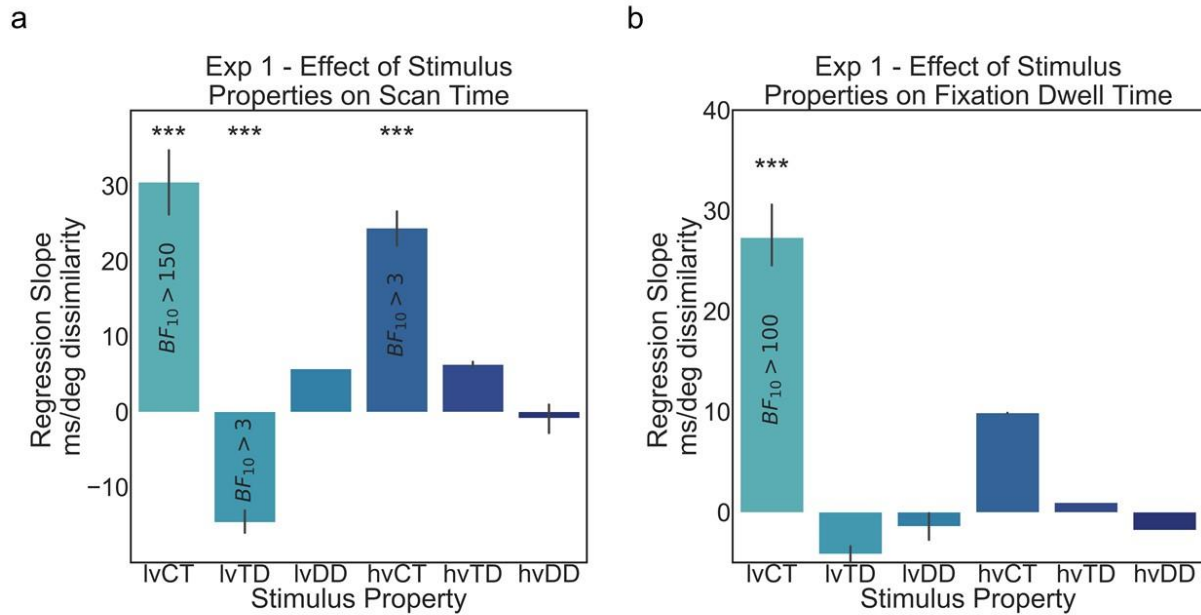 a
Exp 1 - Effect of Stimulus
Properties on Scan Time
***
***
***
30
20
10
0
−10
Regression Slope
ms/deg dissimilarity
BF10 > 150
BF10 > 3
BF10 > 3
lvCT
lvTD
lvDD
hvCT
hvTD
hvDD
Stimulus Property
b
Exp 1 - Effect of Stimulus
Properties on Fixation Dwell Time
***
40
30
20
10
0
Regression Slope
ms/deg dissimilarity
BF10 > 100
lvCT
lvTD
lvDD
hvCT
hvTD
hvDD
Stimulus Property